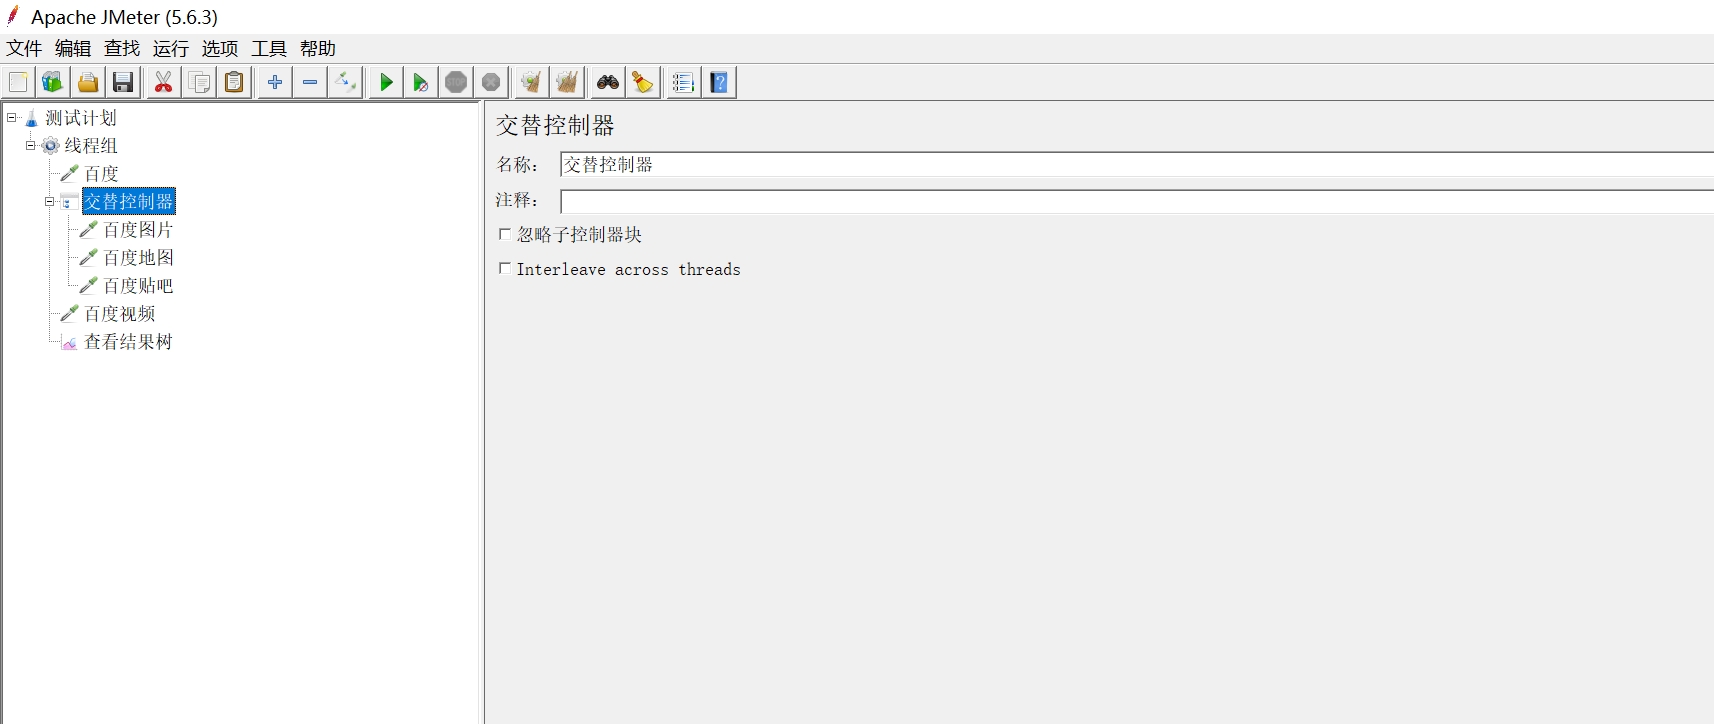 Apache JMeter (5.6.3)
文件 编辑 查找 运行 选项 工具 帮助
STOP
测试计划
线程组
百度
交替控制器
百度图片
百度地图
百度贴吧
百度视频
查看结果树
交替控制器
名称： 交替控制器
注释：
忽略子控制器块
Interleave across threads